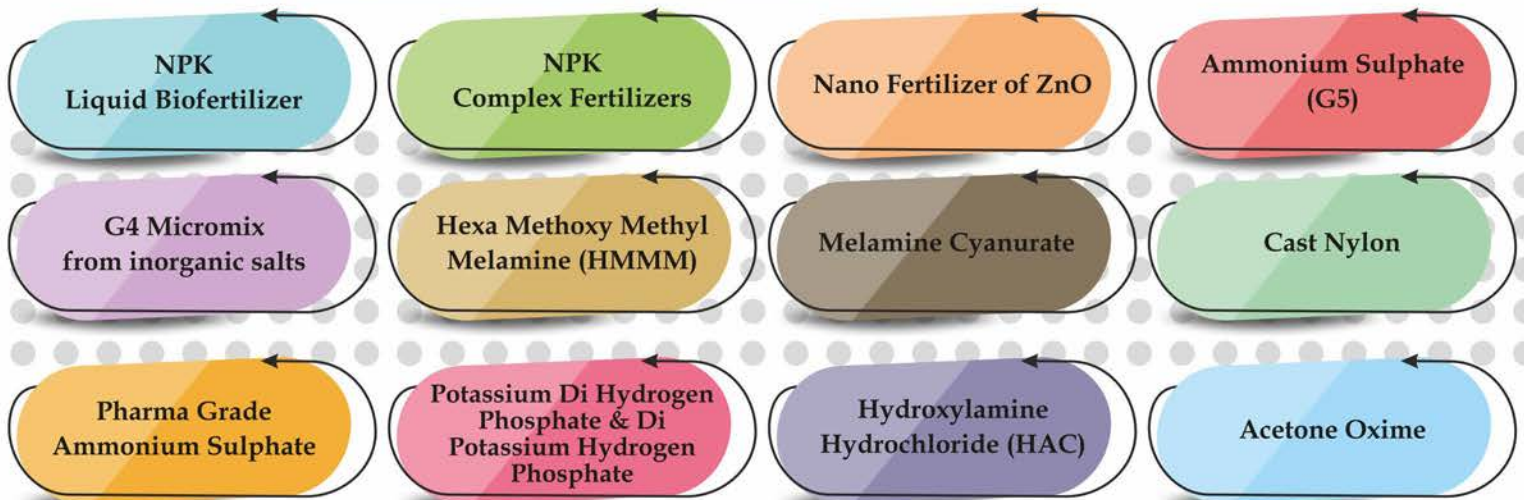 NPK
Liquid Biofertilizer
NPK
Complex Fertilizers
Nano Fertilizer of ZnO
Ammonium Sulphate
(G5)
G4 Micromix
from inorganic salts
Hexa Methoxy Methyl
Melamine (HMMM)
Melamine Cyanurate
Cast Nylon
Pharma Grade
Ammonium Sulphate
Potassium Di Hydrogen
Phosphate & Di
Potassium Hydrogen
Phosphate
Hydroxylamine
Hydrochloride (HAC)
Acetone Oxime